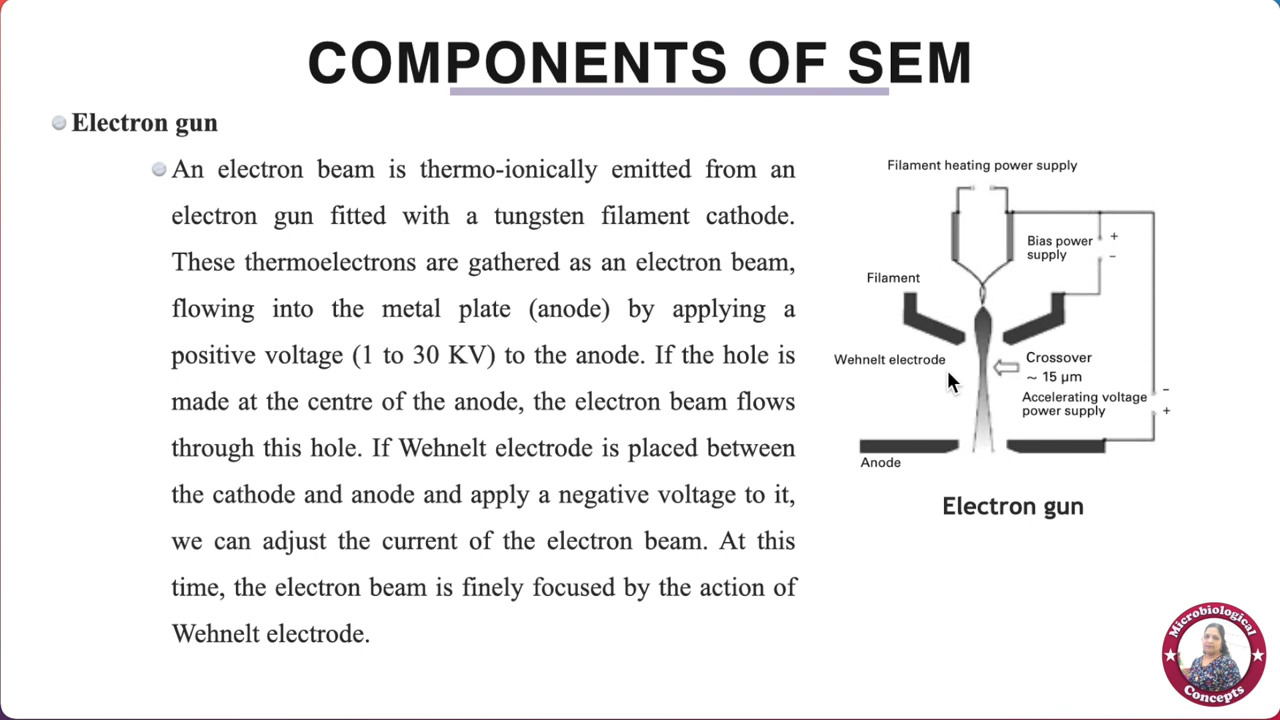 COMPONENTS OF SEM
Electron gun
An electron beam is thermo-ionically emitted from an
electron gun fitted with a tungsten filament cathode.
These thermoelectrons are gathered as an electron beam,
flowing into the metal plate (anode) by applying a
positive voltage (1 to 30 KV) to the anode. If the hole is
made at the centre of the anode, the electron beam flows
through this hole. If Wehnelt electrode is placed between
the cathode and anode and apply a negative voltage to it,
we can adjust the current of the electron beam. At this
time, the electron beam is finely focused by the action of
Wehnelt electrode.
Filament heating power supply
Bias power
supply
+
-
Filament
Wehnelt electrode
Crossover
~ 15 µm
Accelerating voltage
power supply
-
+
Anode
Electron gun
Microbiological
Concepts